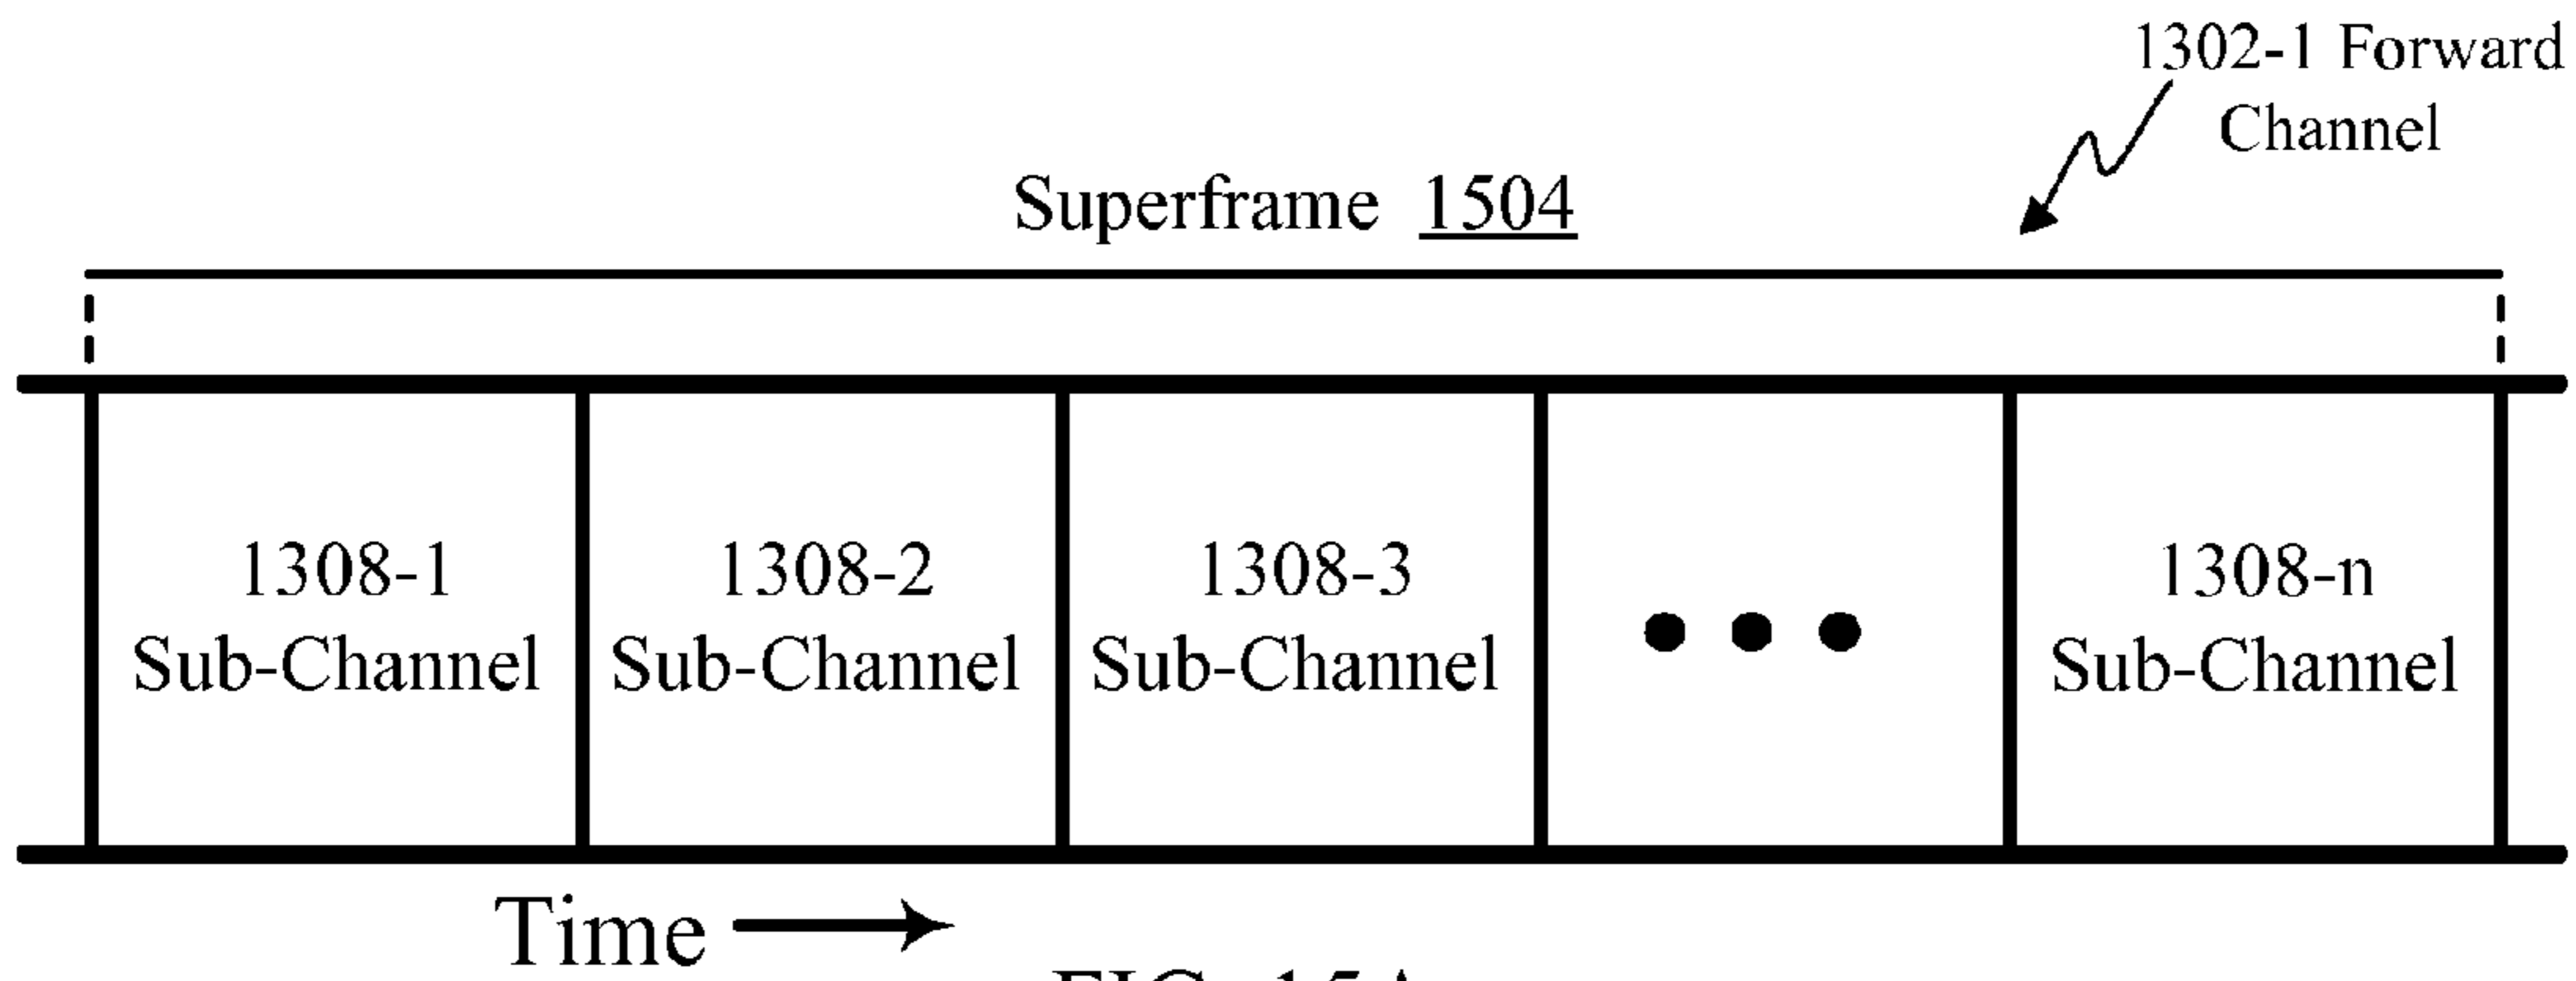 1302-1 Forward
Channel
Superframe 1504
1308-1
Sub-Channel
1308-2
Sub-Channel
1308-3
Sub-Channel
1308-n
Sub-Channel
Time